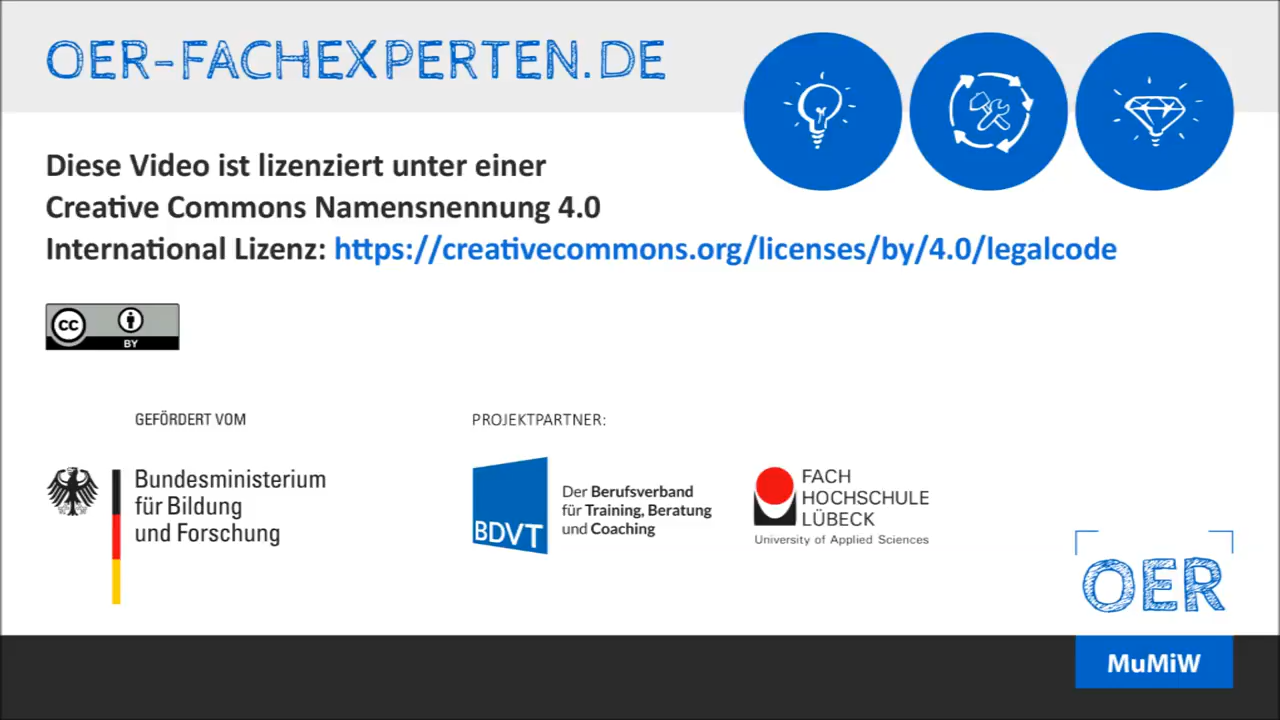 OER-FACHEXPERTEN.DE
Diese Video ist lizenziert unter einer
Creative Commons Namensnennung 4.0
International Lizenz: https://creativecommons.org/licenses/by/4.0/legalcode
CC
BY
GEFÖRDERT VOM
Bundesministerium
für Bildung
und Forschung
PROJEKTPARTNER:
BDVT
Der Berufsverband
für Training, Beratung
und Coaching
FACH
HOCHSCHULE
LÜBECK
University of Applied Sciences
OER
MuMiW